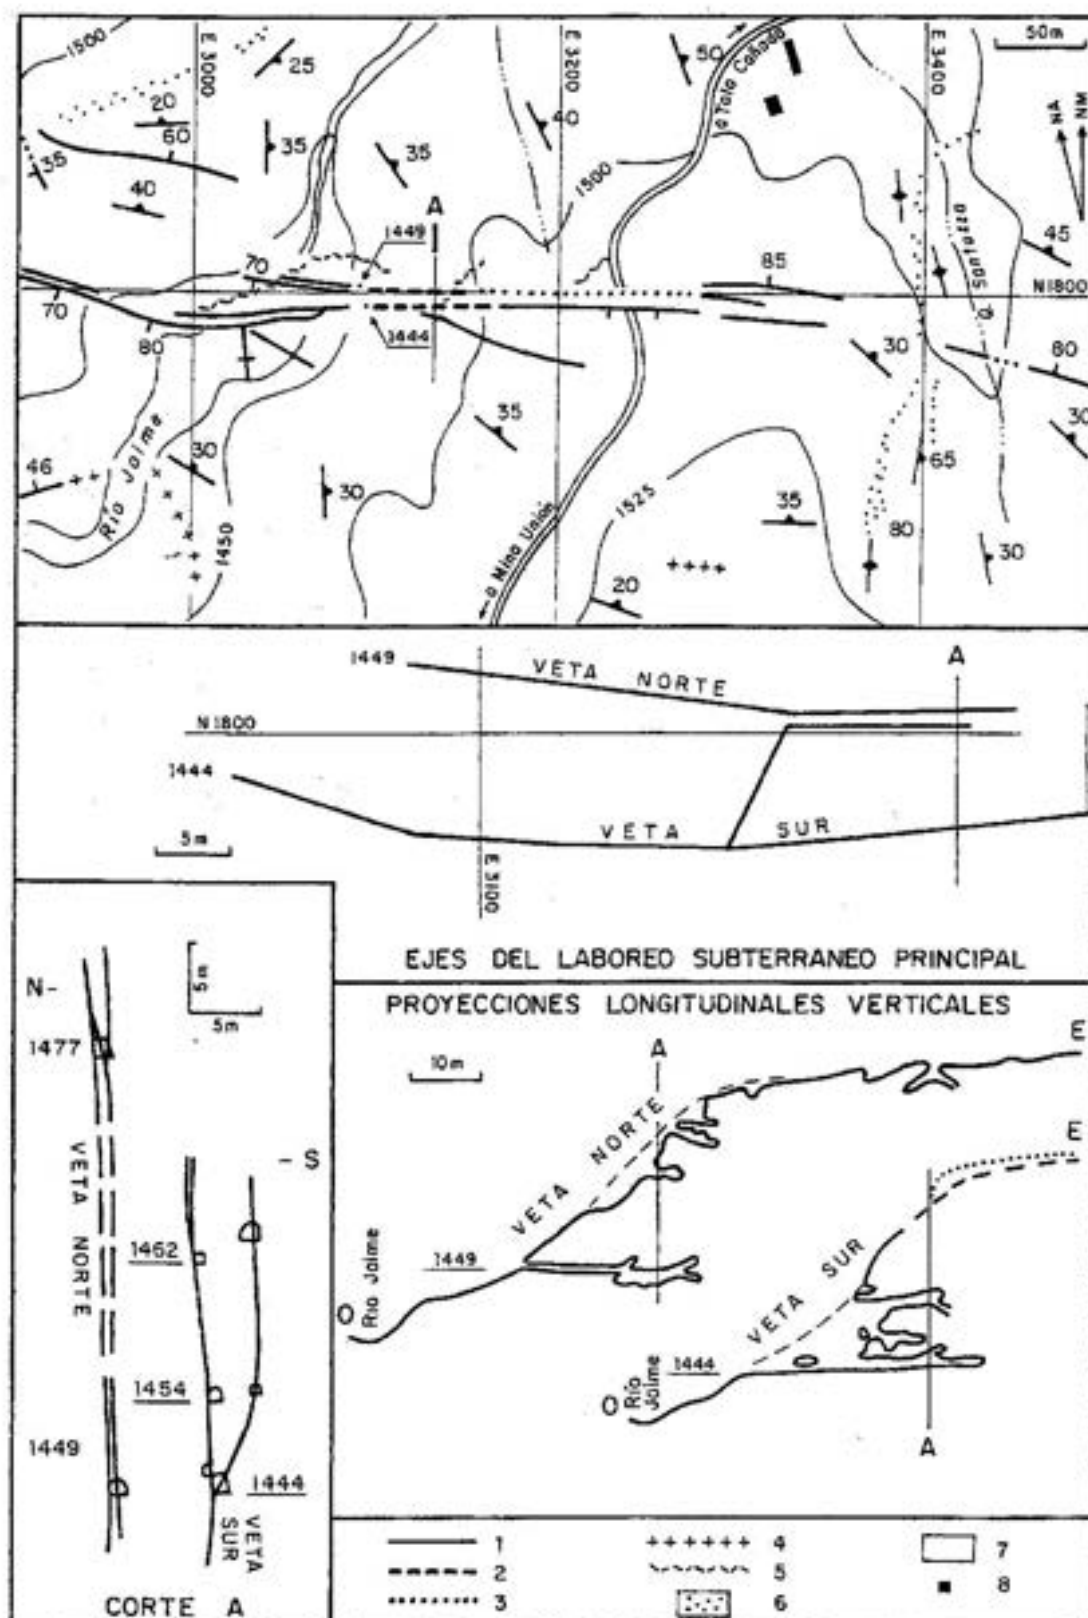 1500
E 3000
25
20
60
35
40
35
35
A
1449
70
70
80
1444
E 3200
40
1500
50
a Tala Cañada
E 3400
50m
NA
NM
Q Santa
45
85
N1800
80
30
30
46
Río Jaime
30
1450
30
35
a Mina Unión
1525
35
20
65
80
30
1449
VETA NORTE
A
N 1800
1444
VETA SUR
5m
E 3100
EJES DEL LABOREO SUBTERRANEO PRINCIPAL
N-
5m
5m
1477
VETA NORTE
- S
1462
1454
1449
1444
VETA
SUR
CORTE A
PROYECCIONES LONGITUDINALES VERTICALES
10m
A
E
VETA NORTE
1449
O
Río Jaime
E
VETA SUR
1444
O
Río
Jaime
A
1
2
3
4
5
6
7
8